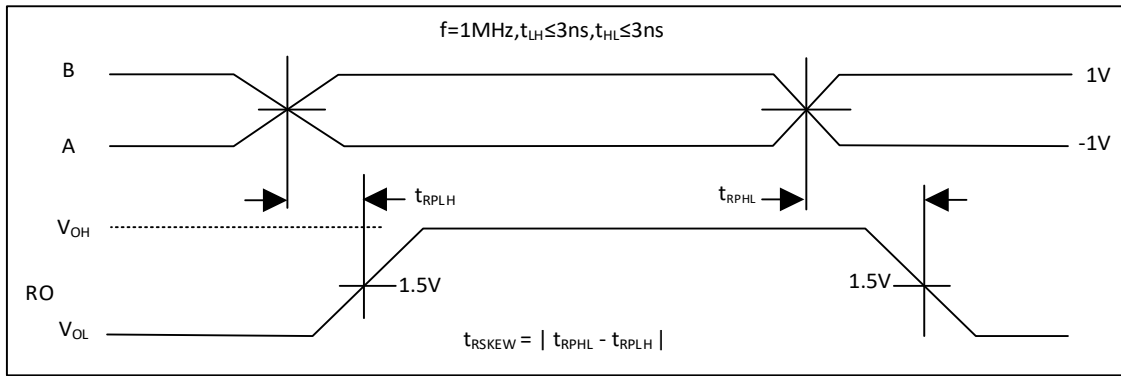 f=1MHz,tLH≤3ns,tHL≤3ns
B
1V
A
-1V
tRPLH
tRPHL
VOH
1.5V
1.5V
RO
VOL
tRSKEW = | tRPHL - tRPLH |